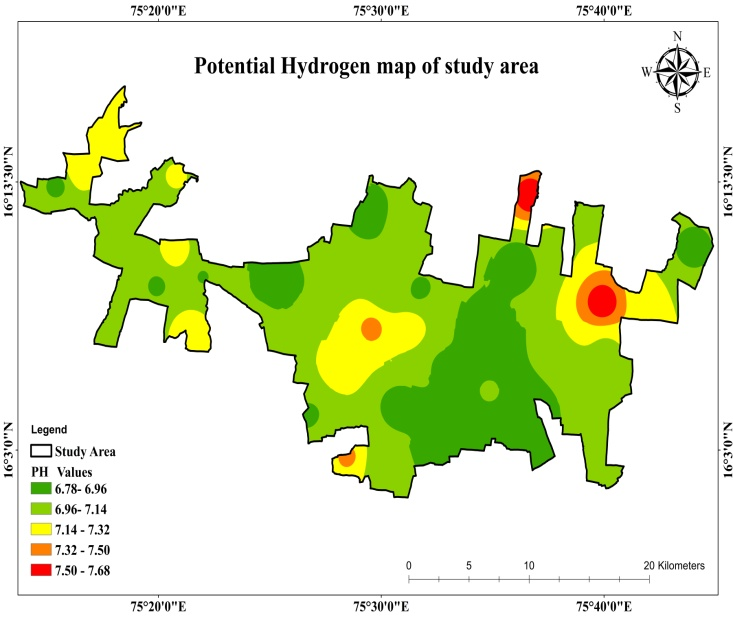 75°20'0"E 75°30'0"E 75°40'0"E
Potential Hydrogen map of study area
N
W E
S
16°13'30"N 16°13'30"N
16°3'0"N 16°3'0"N
Legend
Study Area
PH Values
6.78- 6.96
6.96- 7.14
7.14 - 7.32
7.32 - 7.50
7.50 - 7.68
0 5 10 20 Kilometers
75°20'0"E 75°30'0"E 75°40'0"E